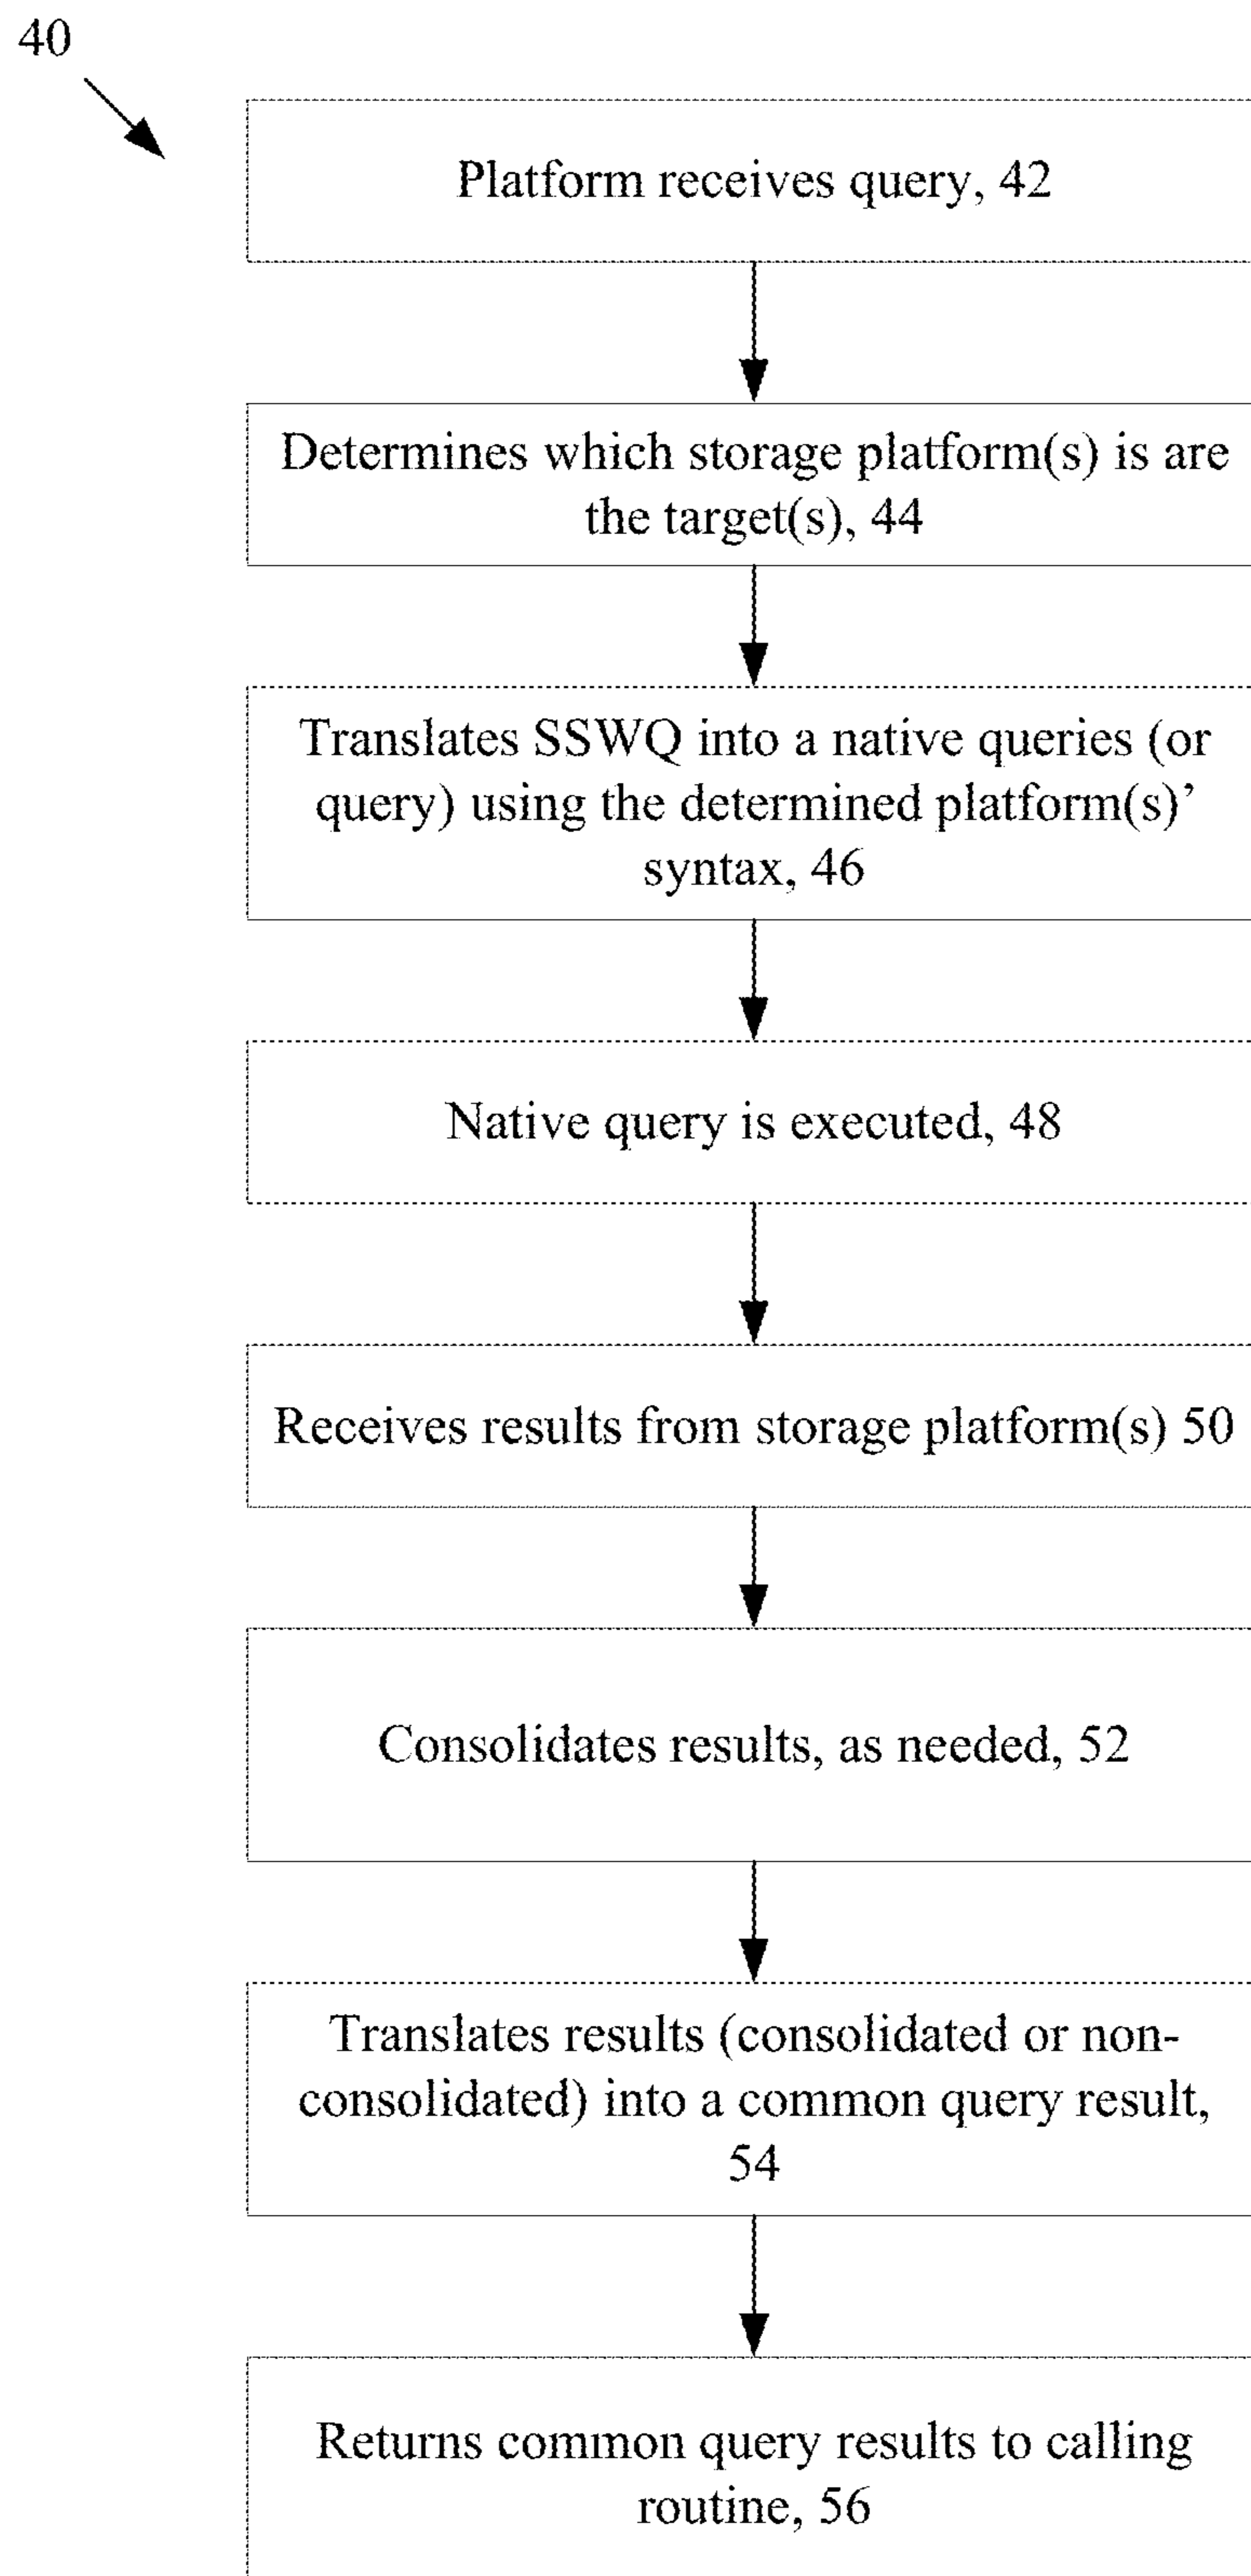 40
Platform receives query, 42
Determines which storage platform(s) is are
the target(s), 44
Translates SSWQ into a native queries (or
query) using the determined platform(s)’
syntax, 46
Native query is executed, 48
Receives results from storage platform(s) 50
Consolidates results, as needed, 52
Translates results (consolidated or non-
consolidated) into a common query result,
54
Returns common query results to calling
routine, 56